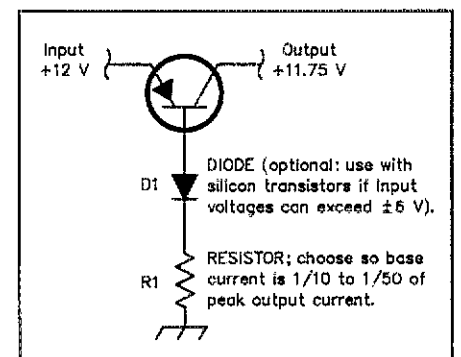 Input
+12 V
Output
+11.75 V
D1
DIODE (optional: use with
silicon transistors if input
voltages can exceed ±6 V).
R1
RESISTOR; choose so base
current is 1/10 to 1/50 of
peak output current.